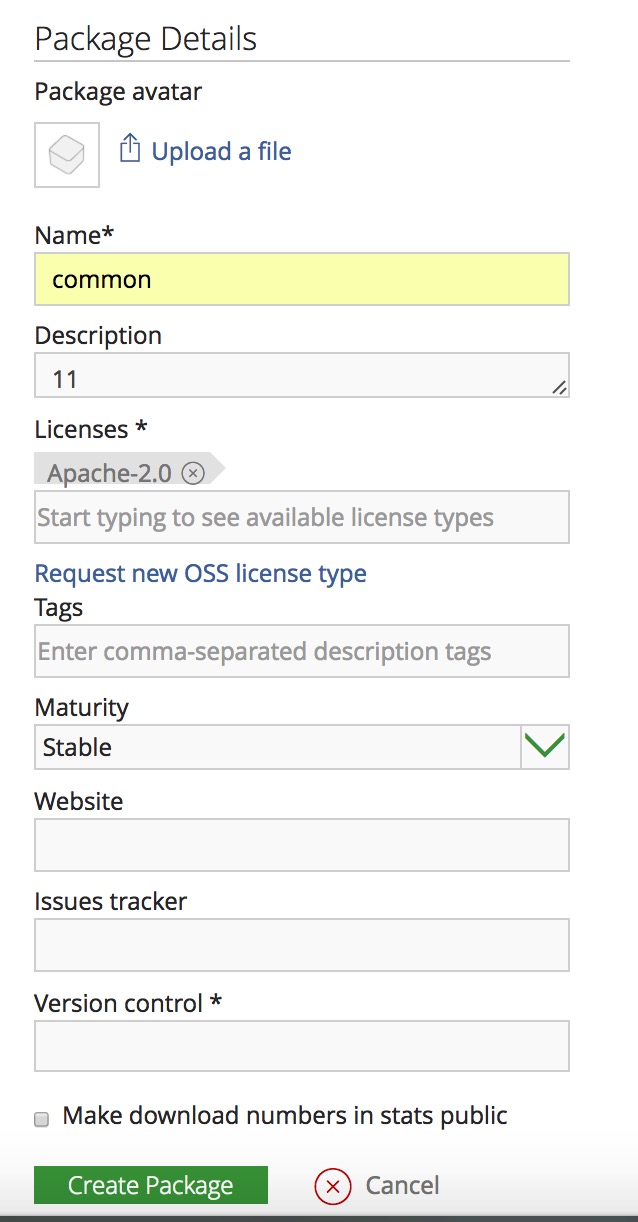 Package Details
Package avatar
Upload a file
Name*
common
Description
11
Licenses *
Apache-2.0
Start typing to see available license types
Request new OSS license type
Tags
Enter comma-separated description tags
Maturity
Stable
Website
Issues tracker
Version control *
Make download numbers in stats public
Create Package
Cancel